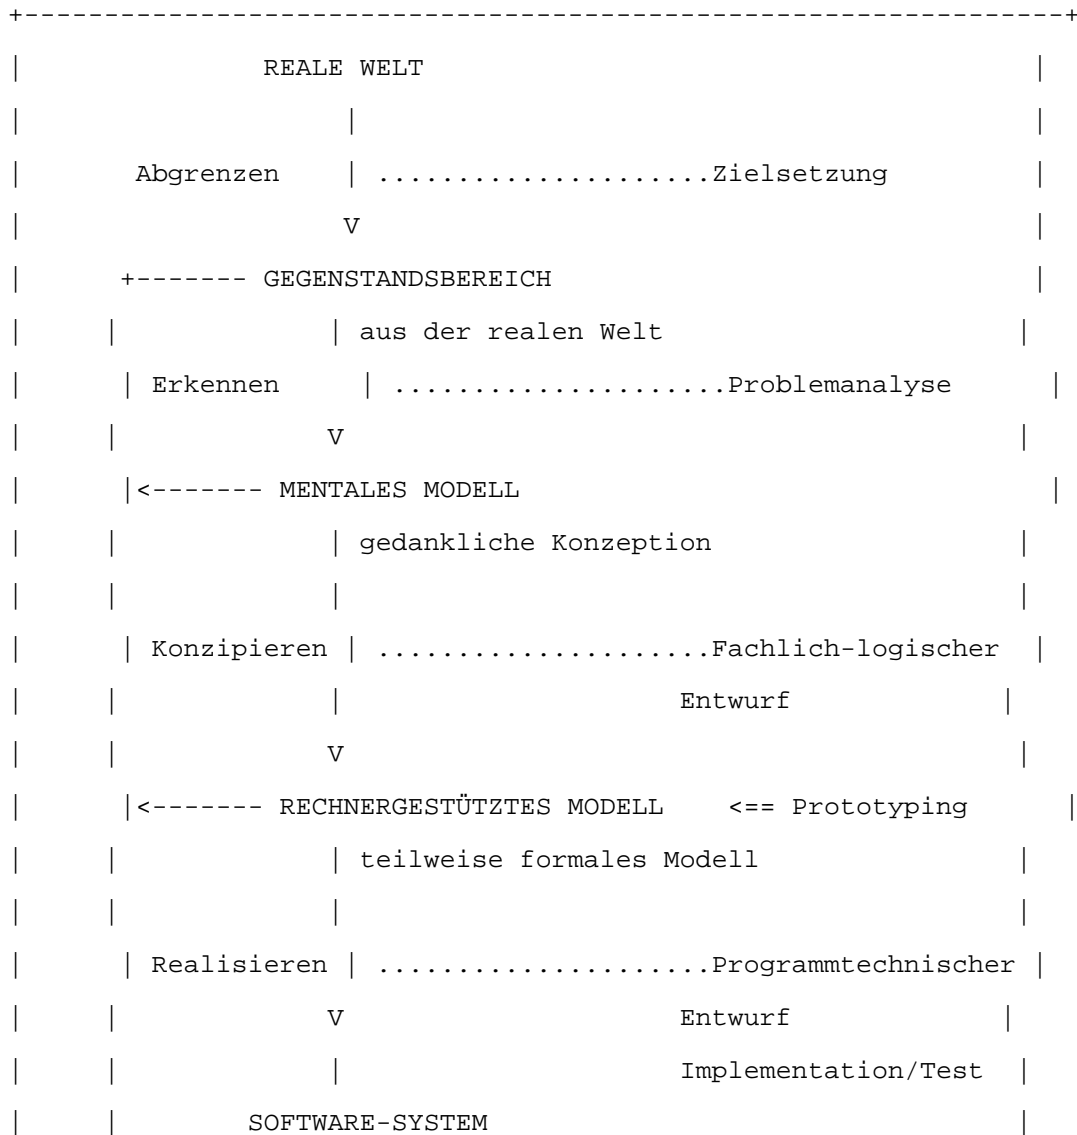 +------------------------------------------------------------------+
|               REALE WELT                                       |
|                     |                                           |
|       Abgrenzen    | .....................Zielsetzung         |
|                     V                                           |
|      +------- GEGENSTANDSBEREICH                               |
|     |              | aus der realen Welt                       |
|      | Erkennen     | .....................Problemanalyse      |
|     |             V                                           |
|      |<------- MENTALES MODELL                                  |
|     |              | gedankliche Konzeption                    |
|     |              |                                           |
|      | Konzipieren | .....................Fachlich-logischer  |
|     |              |                     Entwurf             |
|     |              V                                           |
|      |<------- RECHNERGESTÜTZTES MODELL    <== Prototyping      |
|     |              | teilweise formales Modell                 |
|     |              |                                           |
|      | Realisieren | .....................Programmtechnischer |
|     |              V                     Entwurf             |
|     |              |                     Implementation/Test  |
|     |        SOFTWARE-SYSTEM                                  |